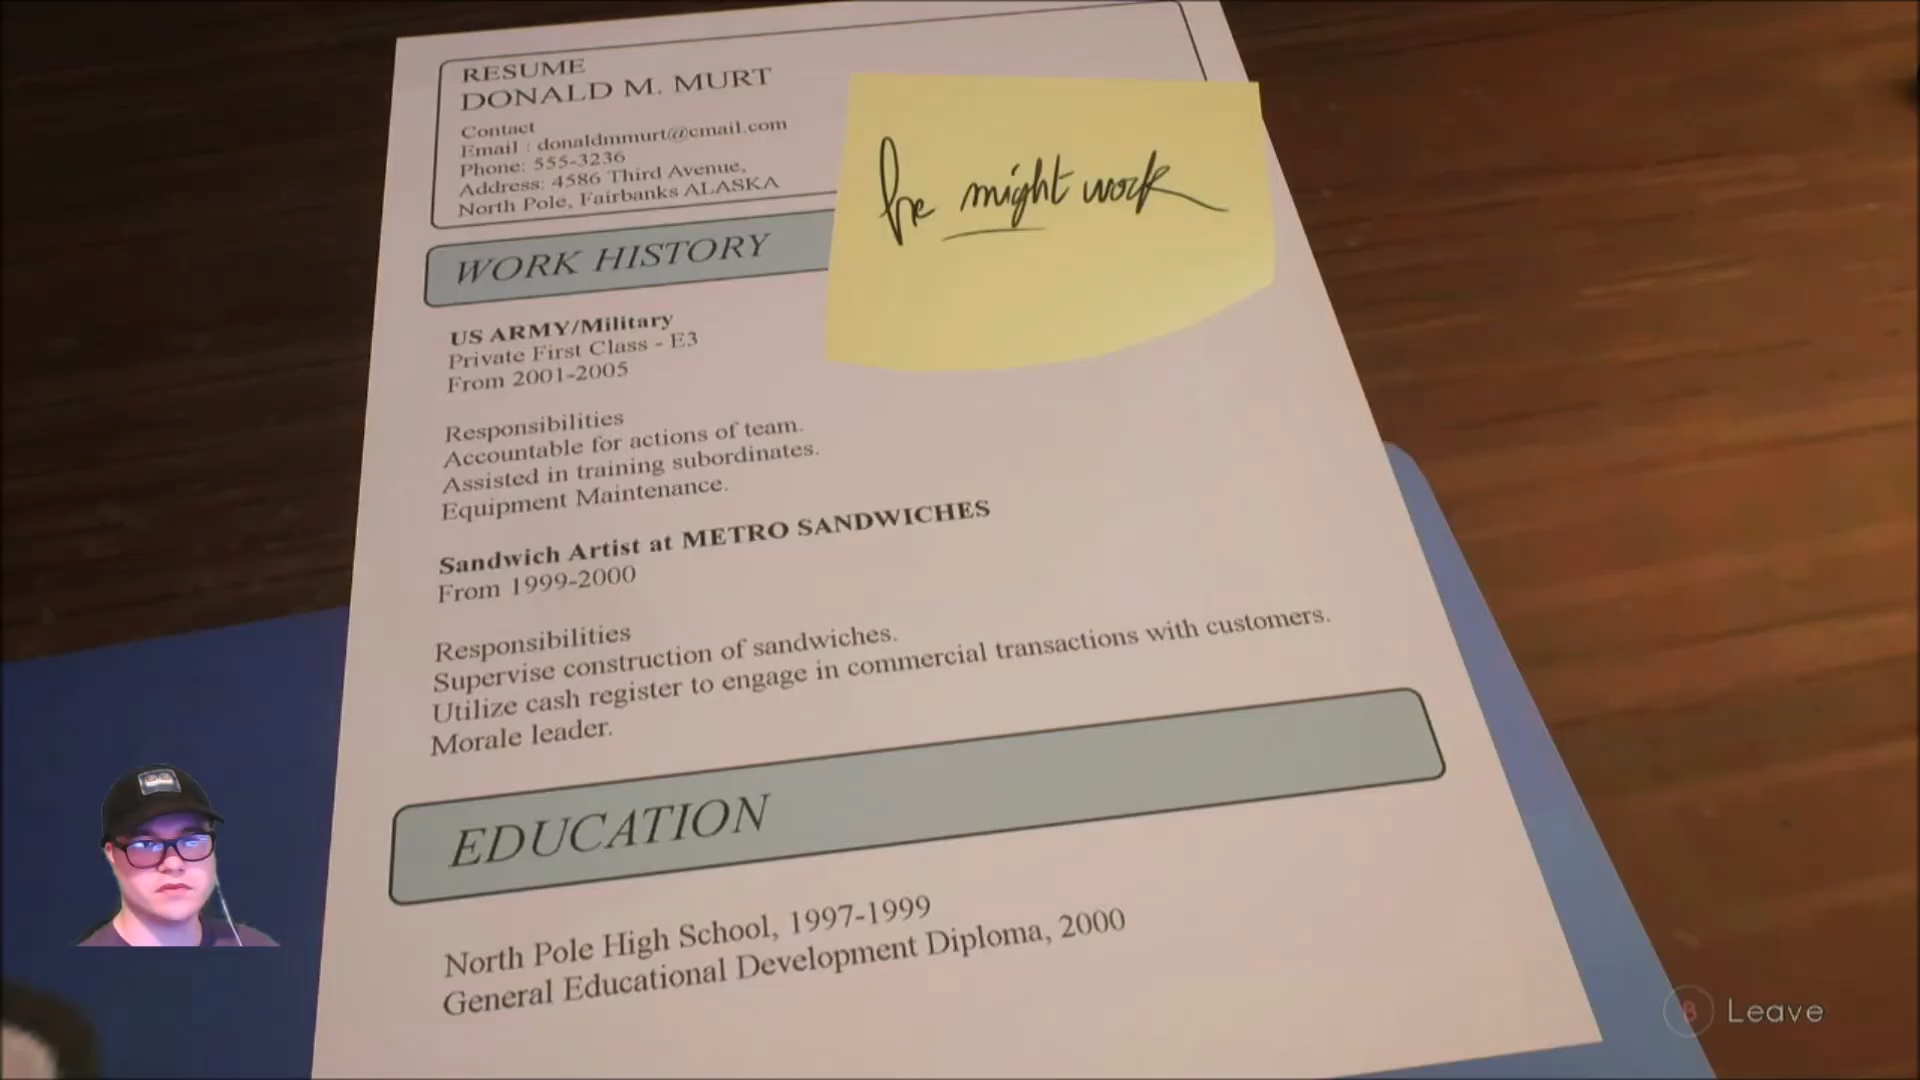 RESUME
DONALD M. MURT
Contact
Email : donaldmmurt@cmail.com
Phone: 555-3236
Address: 4586 Third Avenue,
North Pole, Fairbanks ALASKA
he might work
WORK HISTORY
US ARMY/Military
Private First Class - E3
From 2001-2005
Responsibilities
Accountable for actions of team.
Assisted in training subordinates.
Equipment Maintenance.
Sandwich Artist at METRO SANDWICHES
From 1999-2000
Responsibilities
Supervise construction of sandwiches.
Utilize cash register to engage in commercial transactions with customers.
Morale leader.
EDUCATION
North Pole High School, 1997-1999
General Educational Development Diploma, 2000
B Leave